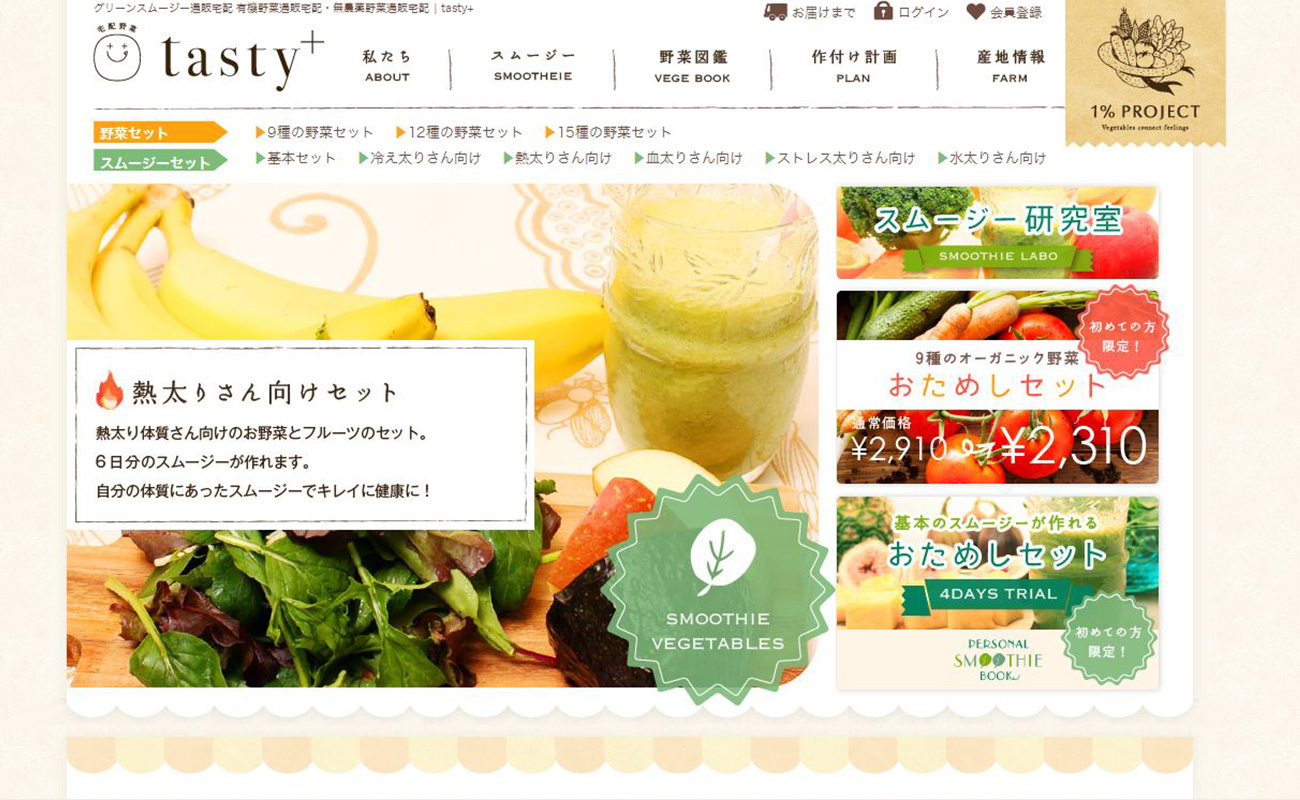 グリーンスムージー通販宅配 有機野菜通販宅配・無農薬野菜通販宅配 | tasty+
お届けまで
ログイン
会員登録
宅配野菜
tasty+
私たち
ABOUT
スムージー
SMOOTHEIE
野菜図鑑
VEGE BOOK
作付け計画
PLAN
産地情報
FARM
1% PROJECT
Vegetables connect feelings
野菜セット
▶9種の野菜セット ▶12種の野菜セット ▶15種の野菜セット
スムージーセット
▶基本セット ▶冷え太りさん向け ▶熱太りさん向け ▶血太りさん向け ▶ストレス太りさん向け ▶水太りさん向け
熱太りさん向けセット
熱太り体質さん向けのお野菜とフルーツのセット。
6日分のスムージーが作れます。
自分の体質にあったスムージーでキレイに健康に！
SMOOTHIE
VEGETABLES
スムージー研究室
SMOOTHIE LABO
初めての方
限定！
9種のオーガニック野菜
おためしセット
通常価格
¥2,910
¥2,310
基本のスムージーが作れる
おためしセット
4DAYS TRIAL
初めての方
限定！
PERSONAL
SMOOTHIE
BOOK